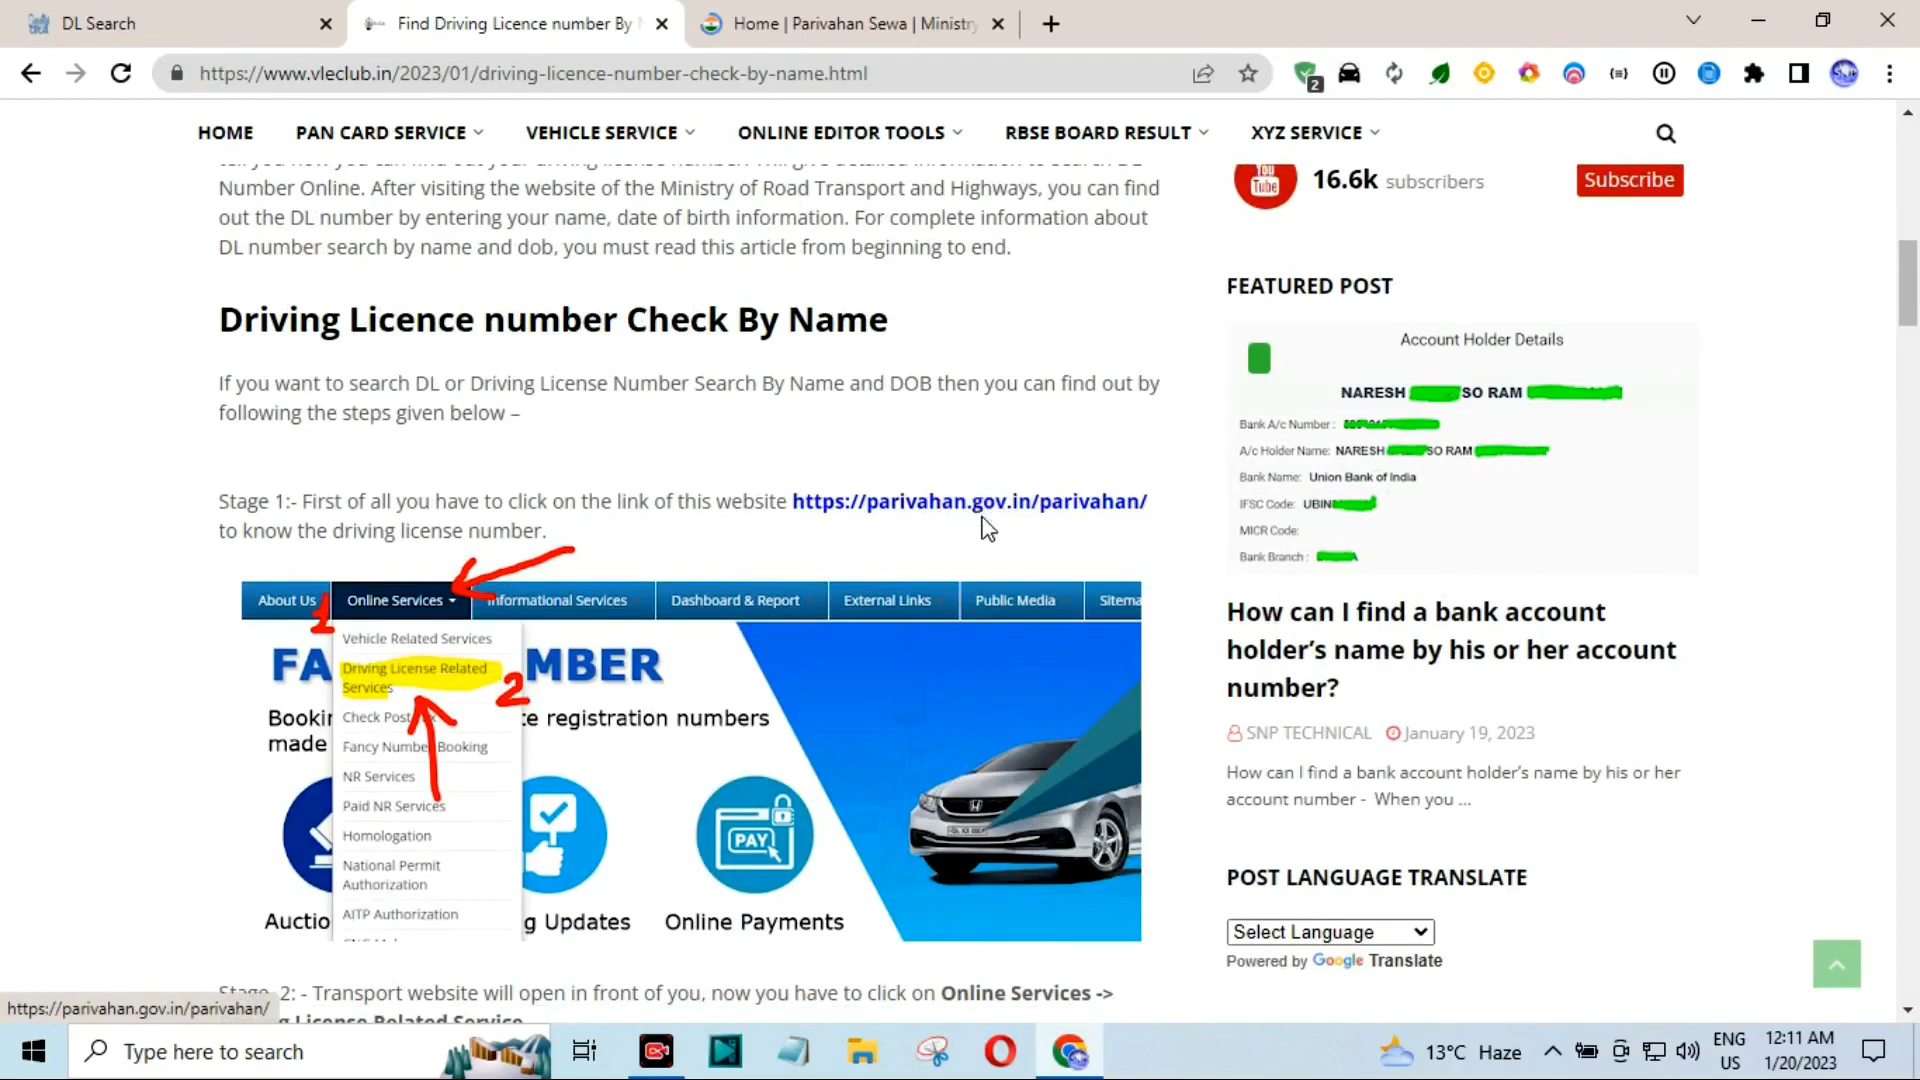 DL Search
Find Driving Licence number By N
Home | Parivahan Sewa | Ministry
https://www.vleclub.in/2023/01/driving-licence-number-check-by-name.html
2
HOME PAN CARD SERVICE VEHICLE SERVICE ONLINE EDITOR TOOLS RBSE BOARD RESULT XYZ SERVICE
Number Online. After visiting the website of the Ministry of Road Transport and Highways, you can find
out the DL number by entering your name, date of birth information. For complete information about
DL number search by name and dob, you must read this article from beginning to end.
Driving Licence number Check By Name
If you want to search DL or Driving License Number Search By Name and DOB then you can find out by
following the steps given below –
Stage 1:- First of all you have to click on the link of this website https://parivahan.gov.in/parivahan/
to know the driving license number.
About Us Online Services Informational Services Dashboard & Report External Links Public Media Sitema
1
Vehicle Related Services
Driving License Related
Services
2
Check Post
Fancy Number Booking
NR Services
Paid NR Services
Homologation
National Permit
Authorization
AITP Authorization
FA MBER
Bookin te registration numbers
made
PAY
Auctio g Updates Online Payments
Stage 2: - Transport website will open in front of you, now you have to click on Online Services ->
License Related Service
You Tube
16.6k subscribers
Subscribe
FEATURED POST
Account Holder Details
NARESH SO RAM
Bank A/c Number :
A/c Holder Name: NARESH SO RAM
Bank Name: Union Bank of India
IFSC Code: UBIN
MICR Code:
Bank Branch :
How can I find a bank account
holder’s name by his or her account
number?
SNP TECHNICAL January 19, 2023
How can I find a bank account holder’s name by his or her
account number - When you ...
POST LANGUAGE TRANSLATE
Select Language
Powered by Google Translate
https://parivahan.gov.in/parivahan/
Type here to search
13°C Haze
ENG
US
12:11 AM
1/20/2023